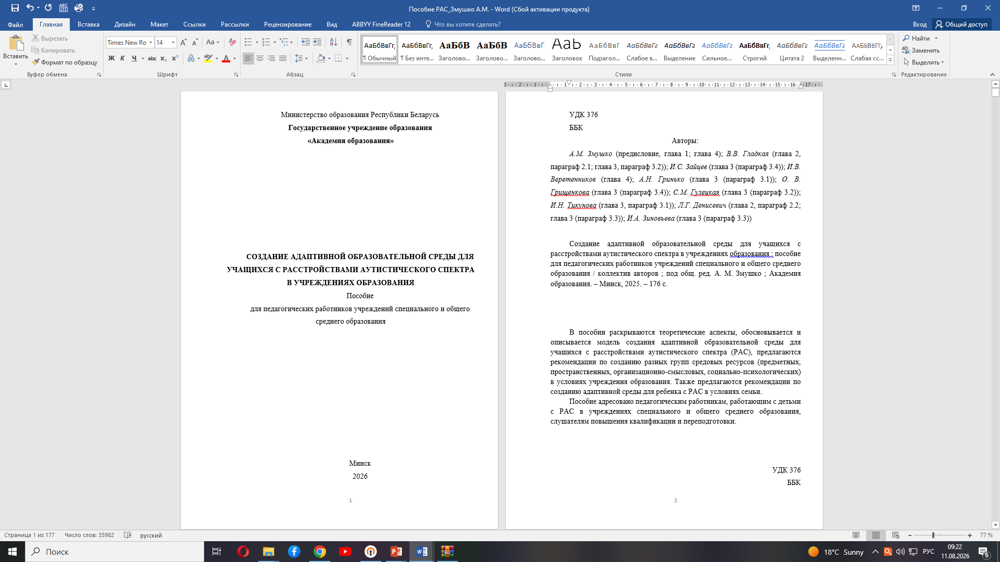 Пособие РАС_Змушко А.М. - Word (Сбой активации продукта)
Файл Главная Вставка Дизайн Макет Ссылки Рассылки Рецензирование Вид ABBYY FineReader 12 Что вы хотите сделать? Вход Общий доступ
Вставить
Вырезать
Копировать
Формат по образцу
Буфер обмена
Times New Ro 14
Шрифт
Абзац
АаБбВвГг, АаБбВвГг, АаБбВ АаБбВ АаБбВвГ Аab АаБбВвГ АаБбВвГг АаБбВвГг АаБбВвГг АаБбВвГг, АаБбВвГг АаБбВвГг ААББВВГГ
¶ Обычный ¶ Без инте... Заголово... Заголово... Заголово... Заголовок Подзагол... Слабое в... Выделение Сильное... Строгий Цитата 2 Выделенн... Слабая сс...
Стили
Найти
Заменить
Выделить
Редактирование
3 2 1 1 2 3 4 5 6 7 8 9 10 11 12 13 14 15 16 17
Министерство образования Республики Беларусь
Государственное учреждение образования
«Академия образования»
СОЗДАНИЕ АДАПТИВНОЙ ОБРАЗОВАТЕЛЬНОЙ СРЕДЫ ДЛЯ
УЧАЩИХСЯ С РАССТРОЙСТВАМИ АУТИСТИЧЕСКОГО СПЕКТРА
В УЧРЕЖДЕНИЯХ ОБРАЗОВАНИЯ
Пособие
для педагогических работников учреждений специального и общего
среднего образования
Минск
2026
1
УДК 376
ББК
Авторы:
А.М. Змушко (предисловие, глава 1; глава 4); В.В. Гладкая (глава 2,
параграф 2.1; глава 3, параграф 3.2)); И.С. Зайцев (глава 3 (параграф 3.4)); И.В.
Веретенников (глава 4); А.Н. Гринько (глава 3 (параграф 3.1)); О. В.
Грищенкова (глава 3 (параграф 3.4)); С.М. Гулецкая (глава 3 (параграф 3.2));
И.Н. Тикунова (глава 3, параграф 3.1)); Л.Г. Денисевич (глава 2, параграф 2.2;
глава 3 (параграф 3.3)); И.А. Зиновьева (глава 3 (параграф 3.3))
Создание адаптивной образовательной среды для учащихся с
расстройствами аутистического спектра в учреждениях образования : пособие
для педагогических работников учреждений специального и общего среднего
образования / коллектив авторов ; под общ. ред. А. М. Змушко ; Академия
образования. – Минск, 2025. – 176 с.
В пособии раскрываются теоретические аспекты, обосновывается и
описывается модель создания адаптивной образовательной среды для
учащихся с расстройствами аутистического спектра (РАС), предлагаются
рекомендации по созданию разных групп средовых ресурсов (предметных,
пространственных, организационно-смысловых, социально-психологических)
в условиях учреждения образования. Также предлагаются рекомендации по
созданию адаптивной среды для ребенка с РАС в условиях семьи.
Пособие адресовано педагогическим работникам, работающим с детьми
с РАС в учреждениях специального и общего среднего образования,
слушателям повышения квалификации и переподготовки.
УДК 376
ББК
2
Страница 1 из 177 Число слов: 35982 русский 77 %
Поиск 18°C Sunny РУС 09:22
11.08.2026 6